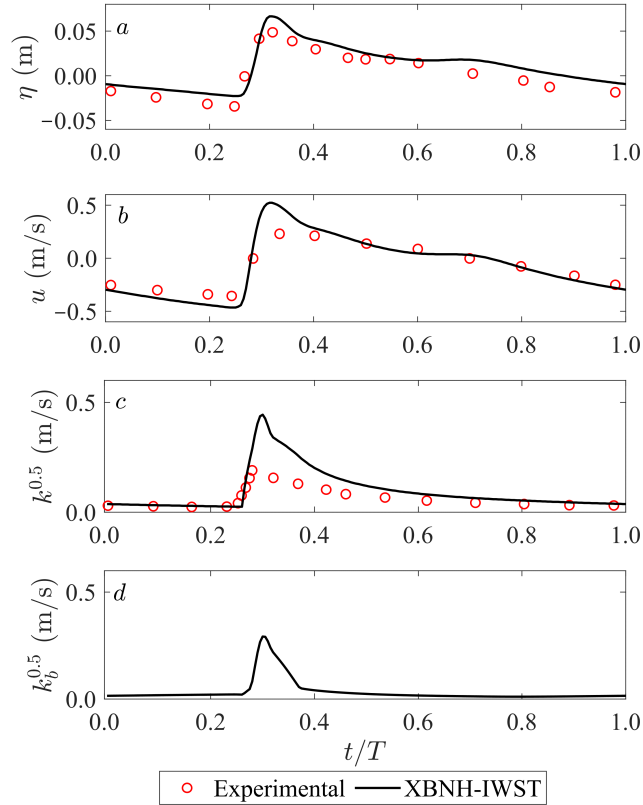 a
η (m)
0.05
0.00
−0.05
0.0 0.2 0.4 0.6 0.8 1.0
b
u (m/s)
0.5
0.0
−0.5
0.0 0.2 0.4 0.6 0.8 1.0
c
k^0.5 (m/s)
0.5
0.0
0.0 0.2 0.4 0.6 0.8 1.0
d
k_b^0.5 (m/s)
0.5
0.0
0.0 0.2 0.4 0.6 0.8 1.0
t/T
Experimental XBNH-IWST